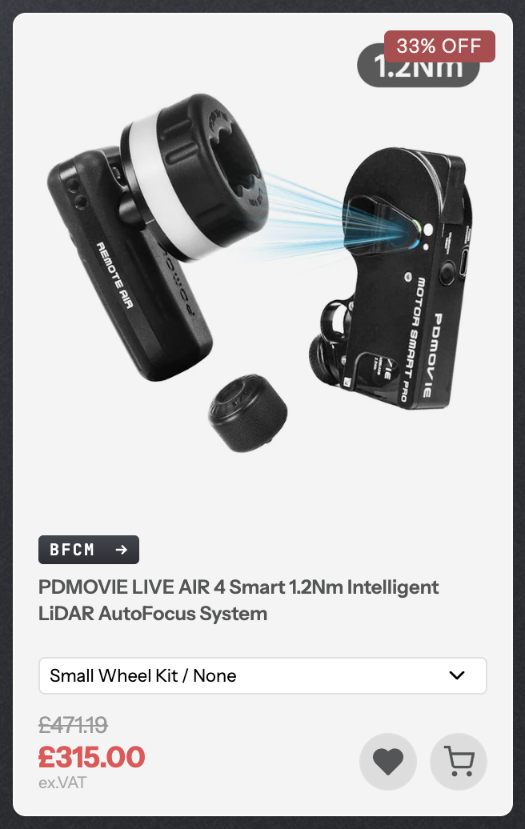 33% OFF
1.2Nm
REMOTE AIR
PDMOVIE
MOTOR SMART PRO
PDMOVIE
BFCM →
PDMOVIE LIVE AIR 4 Smart 1.2Nm Intelligent
LiDAR AutoFocus System
Small Wheel Kit / None
£471.19
£315.00
ex.VAT